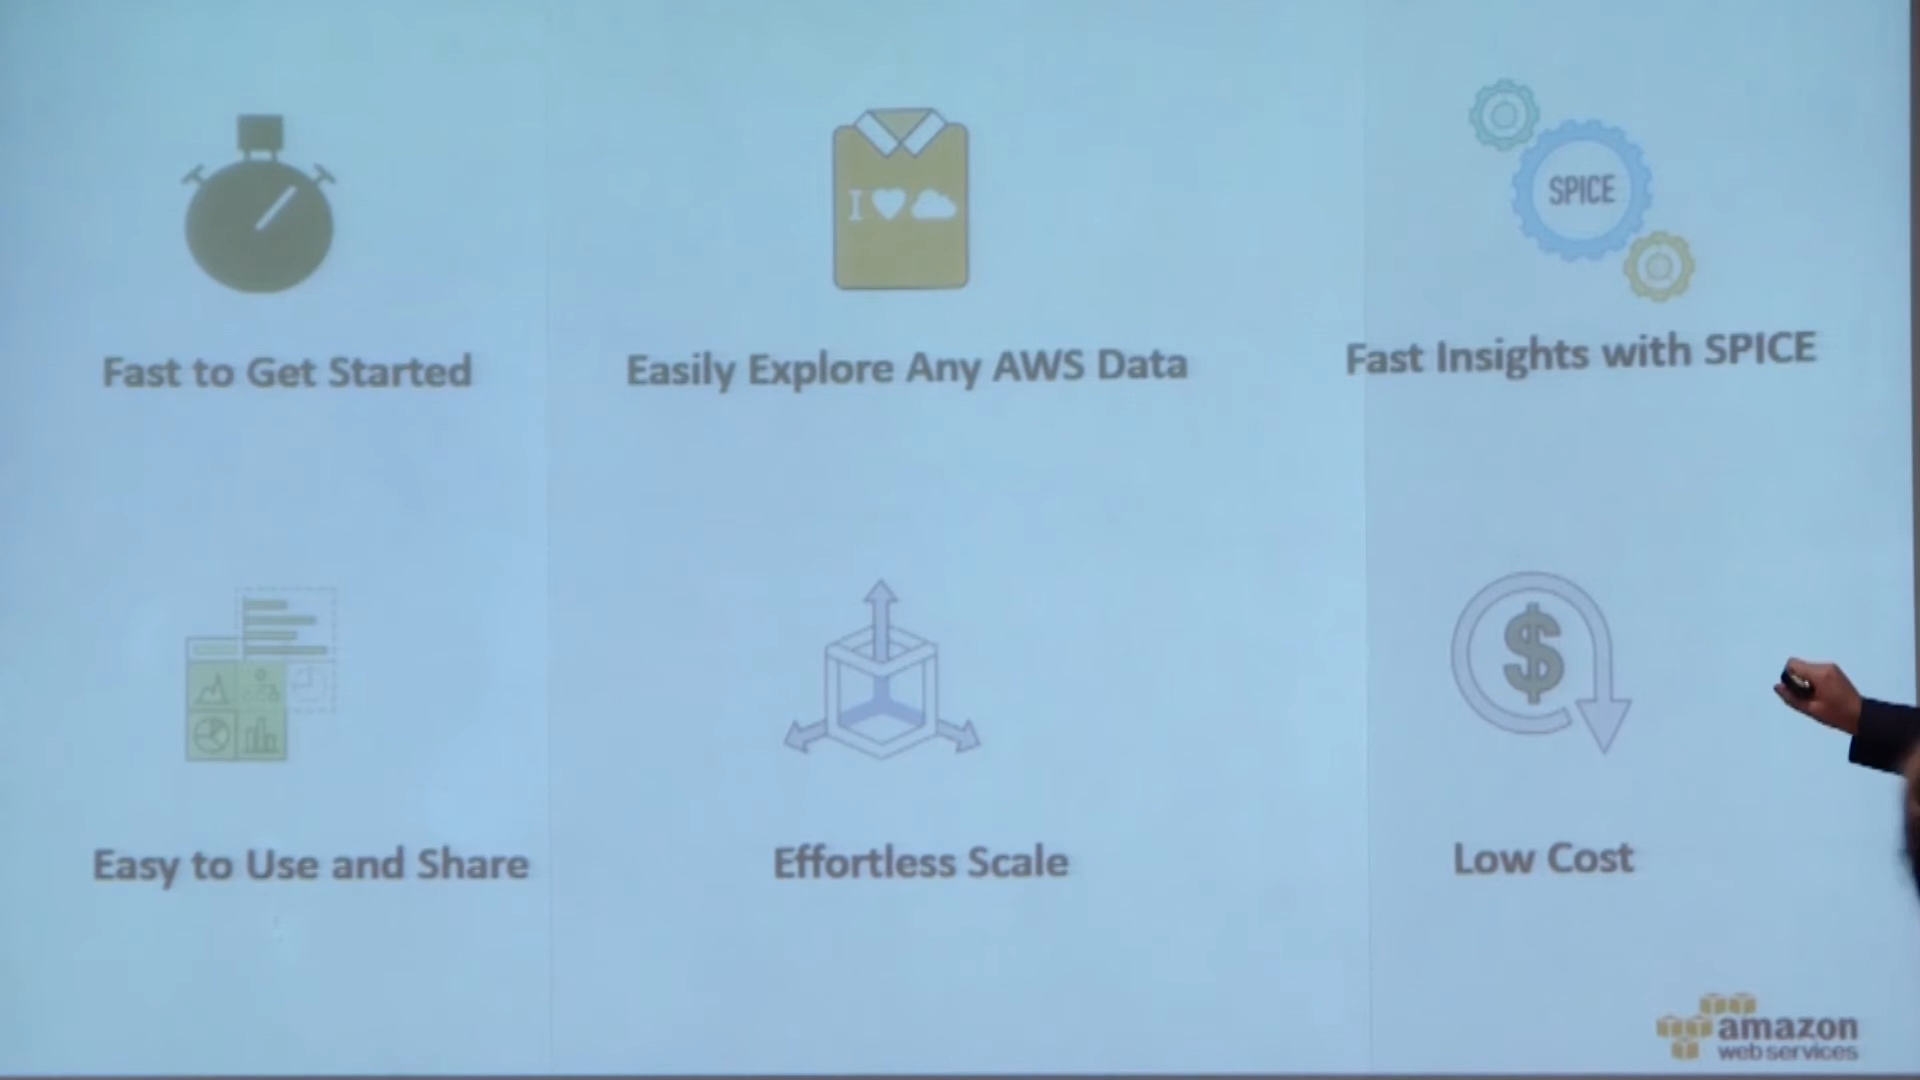 I
SPICE
Fast to Get Started
Easily Explore Any AWS Data
Fast Insights with SPICE
$
Easy to Use and Share
Effortless Scale
Low Cost
amazon
web services